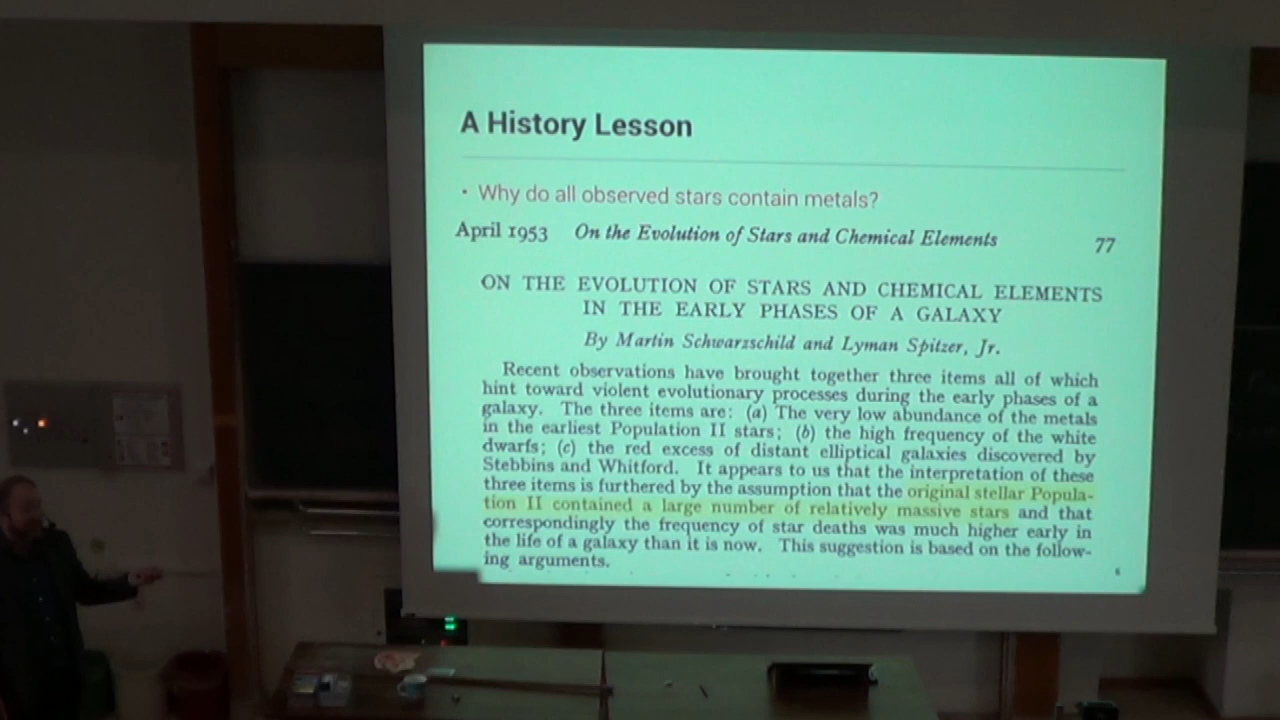 A History Lesson
• Why do all observed stars contain metals?
April 1953 On the Evolution of Stars and Chemical Elements 77
ON THE EVOLUTION OF STARS AND CHEMICAL ELEMENTS
IN THE EARLY PHASES OF A GALAXY
By Martin Schwarzschild and Lyman Spitzer, Jr.
Recent observations have brought together three items all of which
hint toward violent evolutionary processes during the early phases of a
galaxy. The three items are: (a) The very low abundance of the metals
in the earliest Population II stars; (b) the high frequency of the white
dwarfs; (c) the red excess of distant elliptical galaxies discovered by
Stebbins and Whitford. It appears to us that the interpretation of these
three items is furthered by the assumption that the original stellar Popula-
tion II contained a large number of relatively massive stars and that
correspondingly the frequency of star deaths was much higher early in
the life of a galaxy than it is now. This suggestion is based on the follow-
ing arguments.